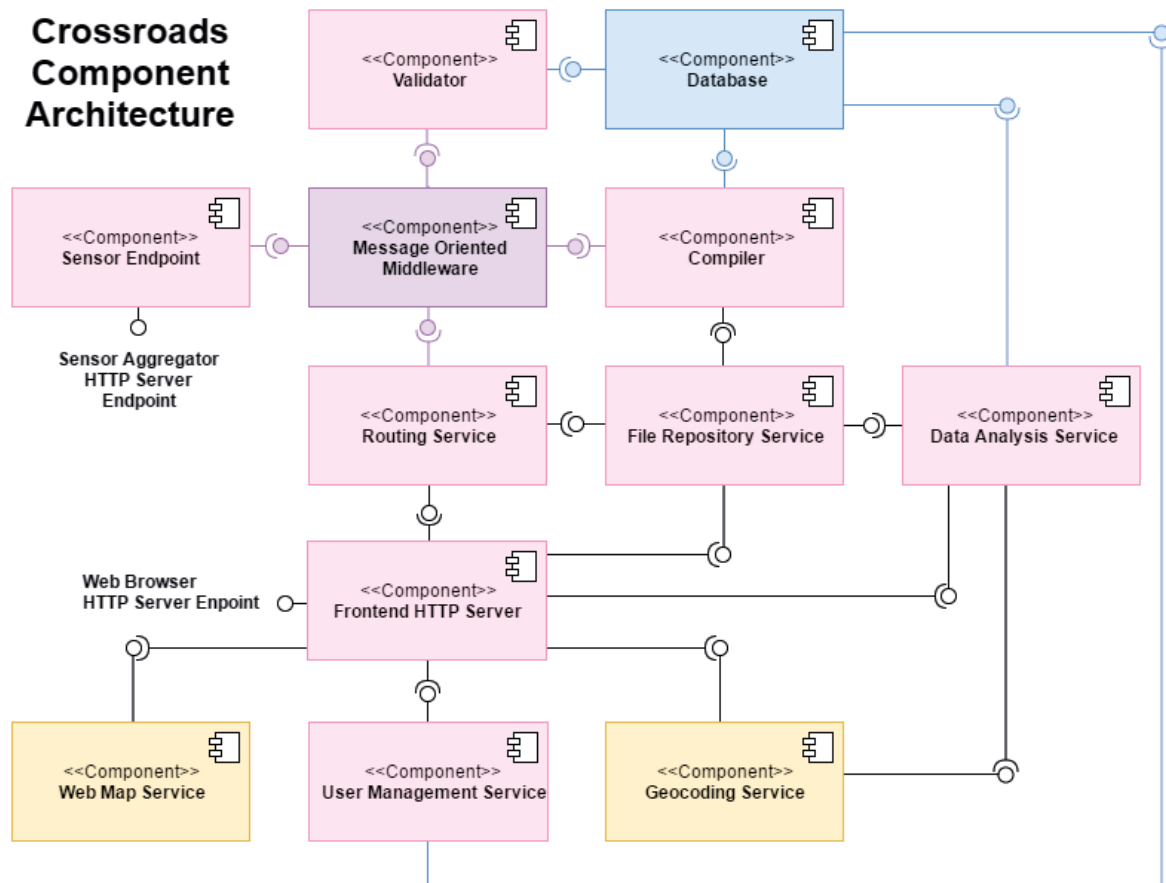 Crossroads
Component
Architecture
<<Component>>
Validator
<<Component>>
Database
<<Component>>
Sensor Endpoint
<<Component>>
Message Oriented
Middleware
<<Component>>
Compiler
Sensor Aggregator
HTTP Server
Endpoint
<<Component>>
Routing Service
<<Component>>
File Repository Service
<<Component>>
Data Analysis Service
Web Browser
HTTP Server Enpoint
<<Component>>
Frontend HTTP Server
<<Component>>
Web Map Service
<<Component>>
User Management Service
<<Component>>
Geocoding Service